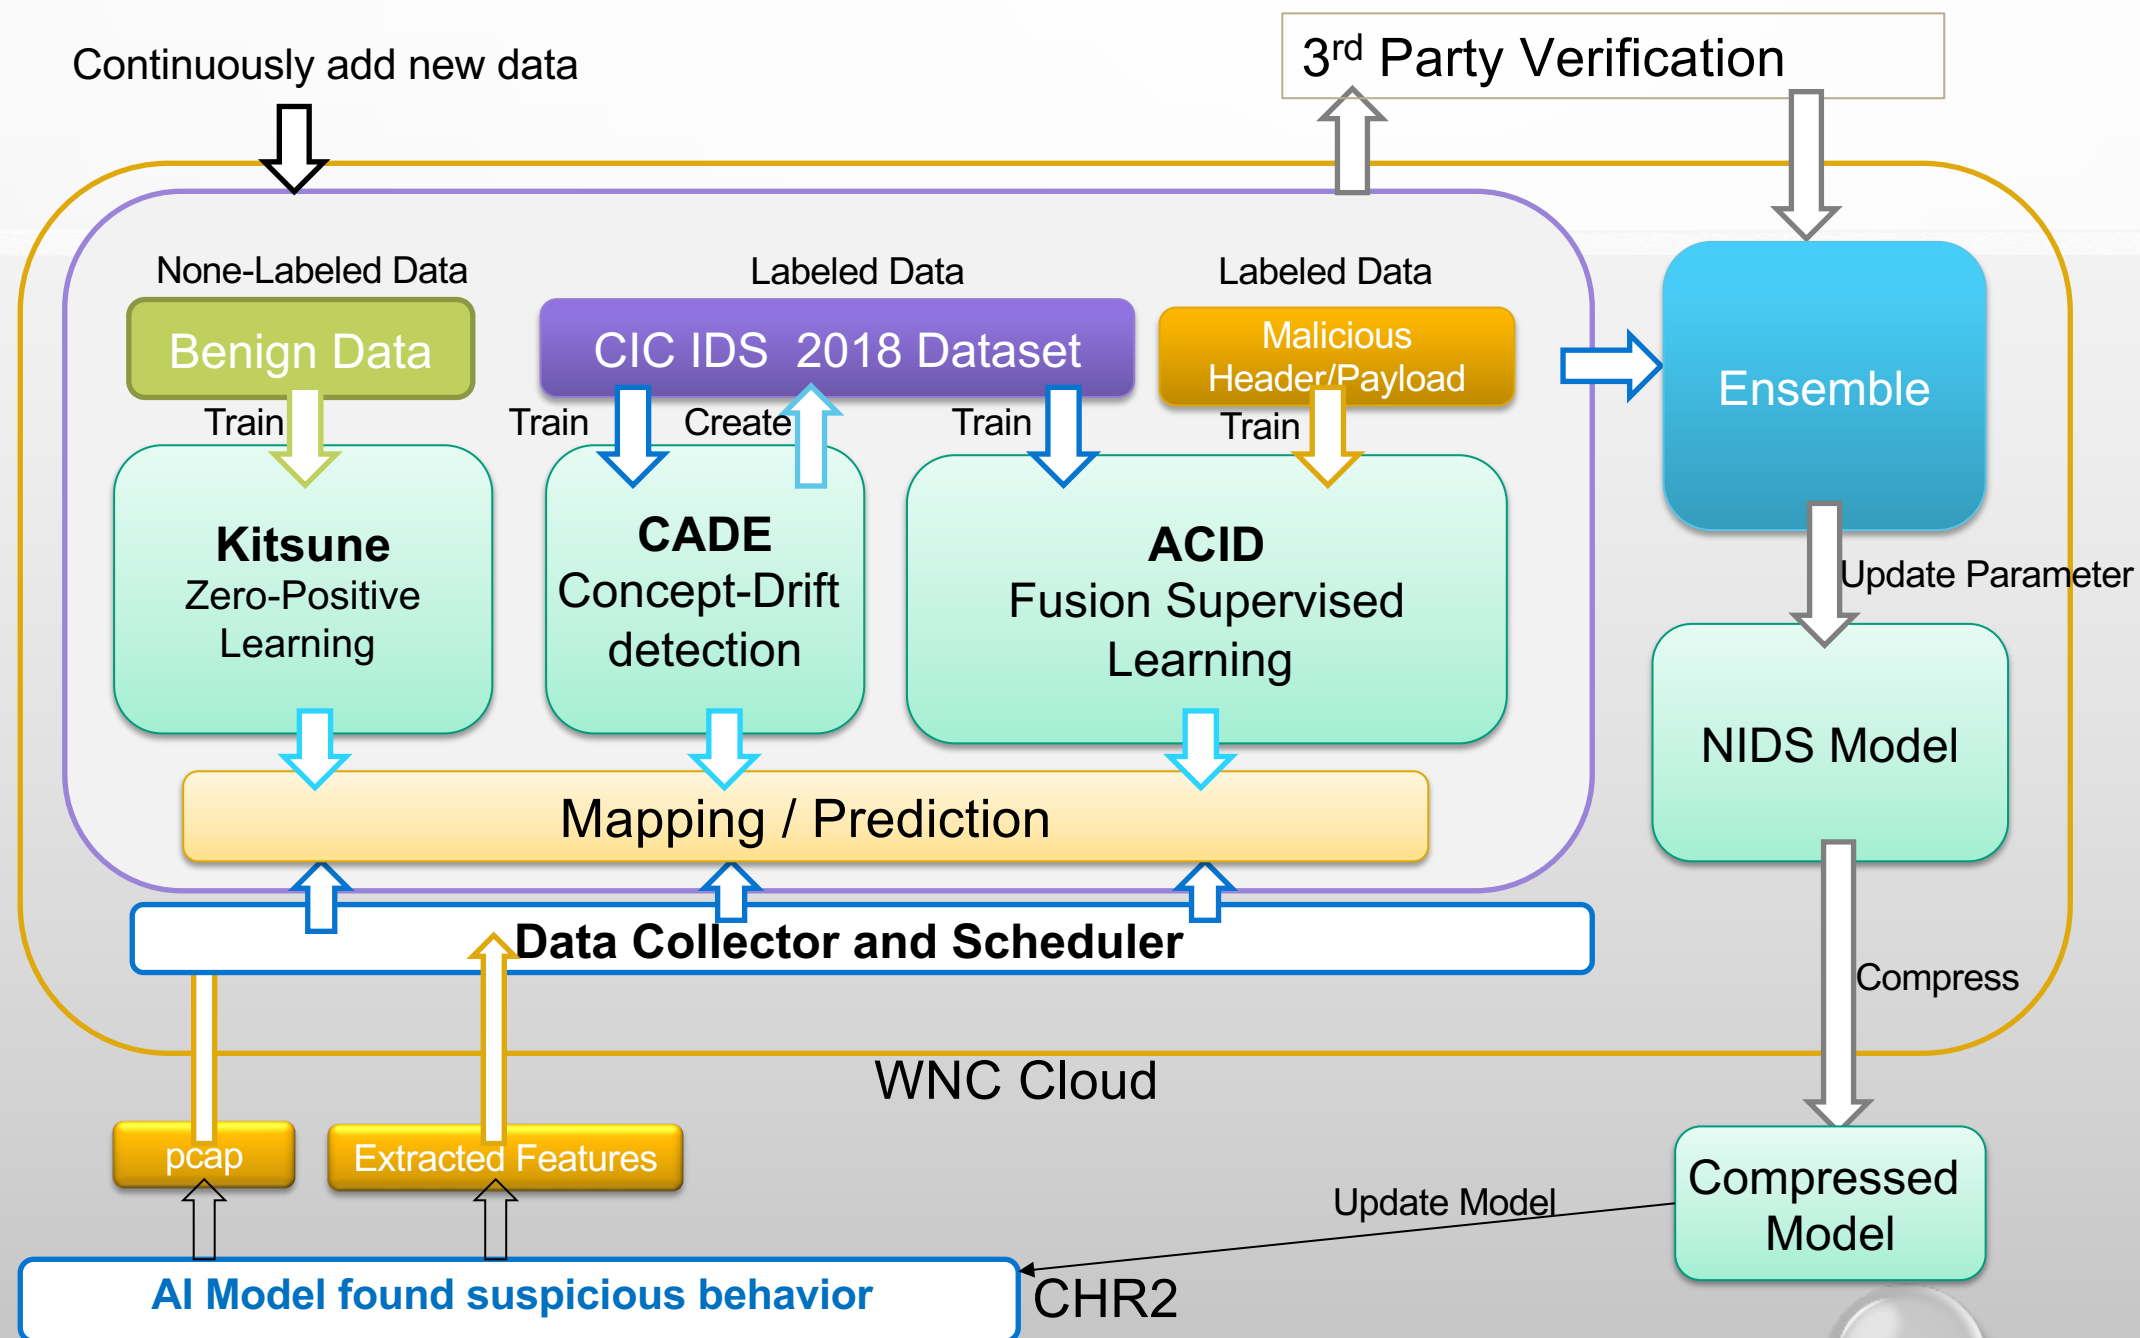 Continuously add new data
3rd Party Verification
None-Labeled Data
Labeled Data
Labeled Data
Benign Data
CIC IDS 2018 Dataset
Malicious
Header/Payload
Ensemble
Train
Train
Create
Train
Train
Kitsune
Zero-Positive
Learning
CADE
Concept-Drift
detection
ACID
Fusion Supervised
Learning
Update Parameter
NIDS Model
Mapping / Prediction
Data Collector and Scheduler
Compress
WNC Cloud
pcap
Extracted Features
Compressed
Model
Update Model
AI Model found suspicious behavior
CHR2